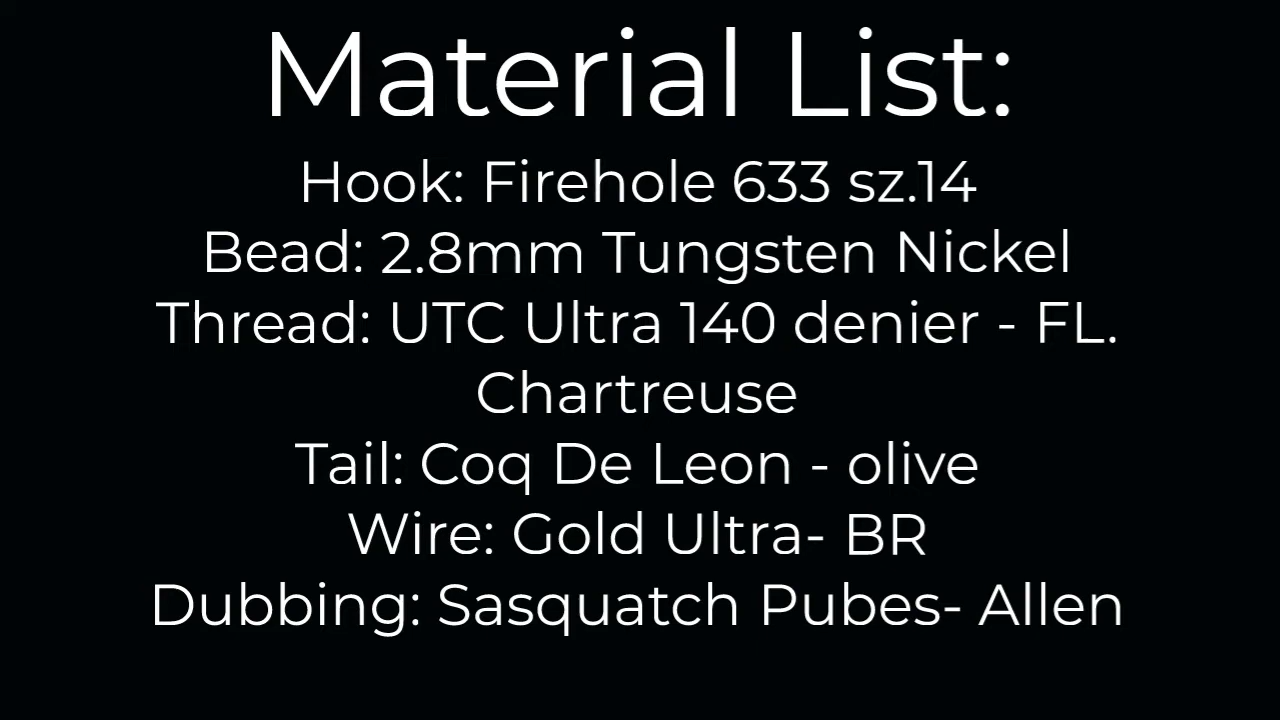 Material List:
Hook: Firehole 633 sz.14
Bead: 2.8mm Tungsten Nickel
Thread: UTC Ultra 140 denier - FL.
Chartreuse
Tail: Coq De Leon - olive
Wire: Gold Ultra- BR
Dubbing: Sasquatch Pubes- Allen